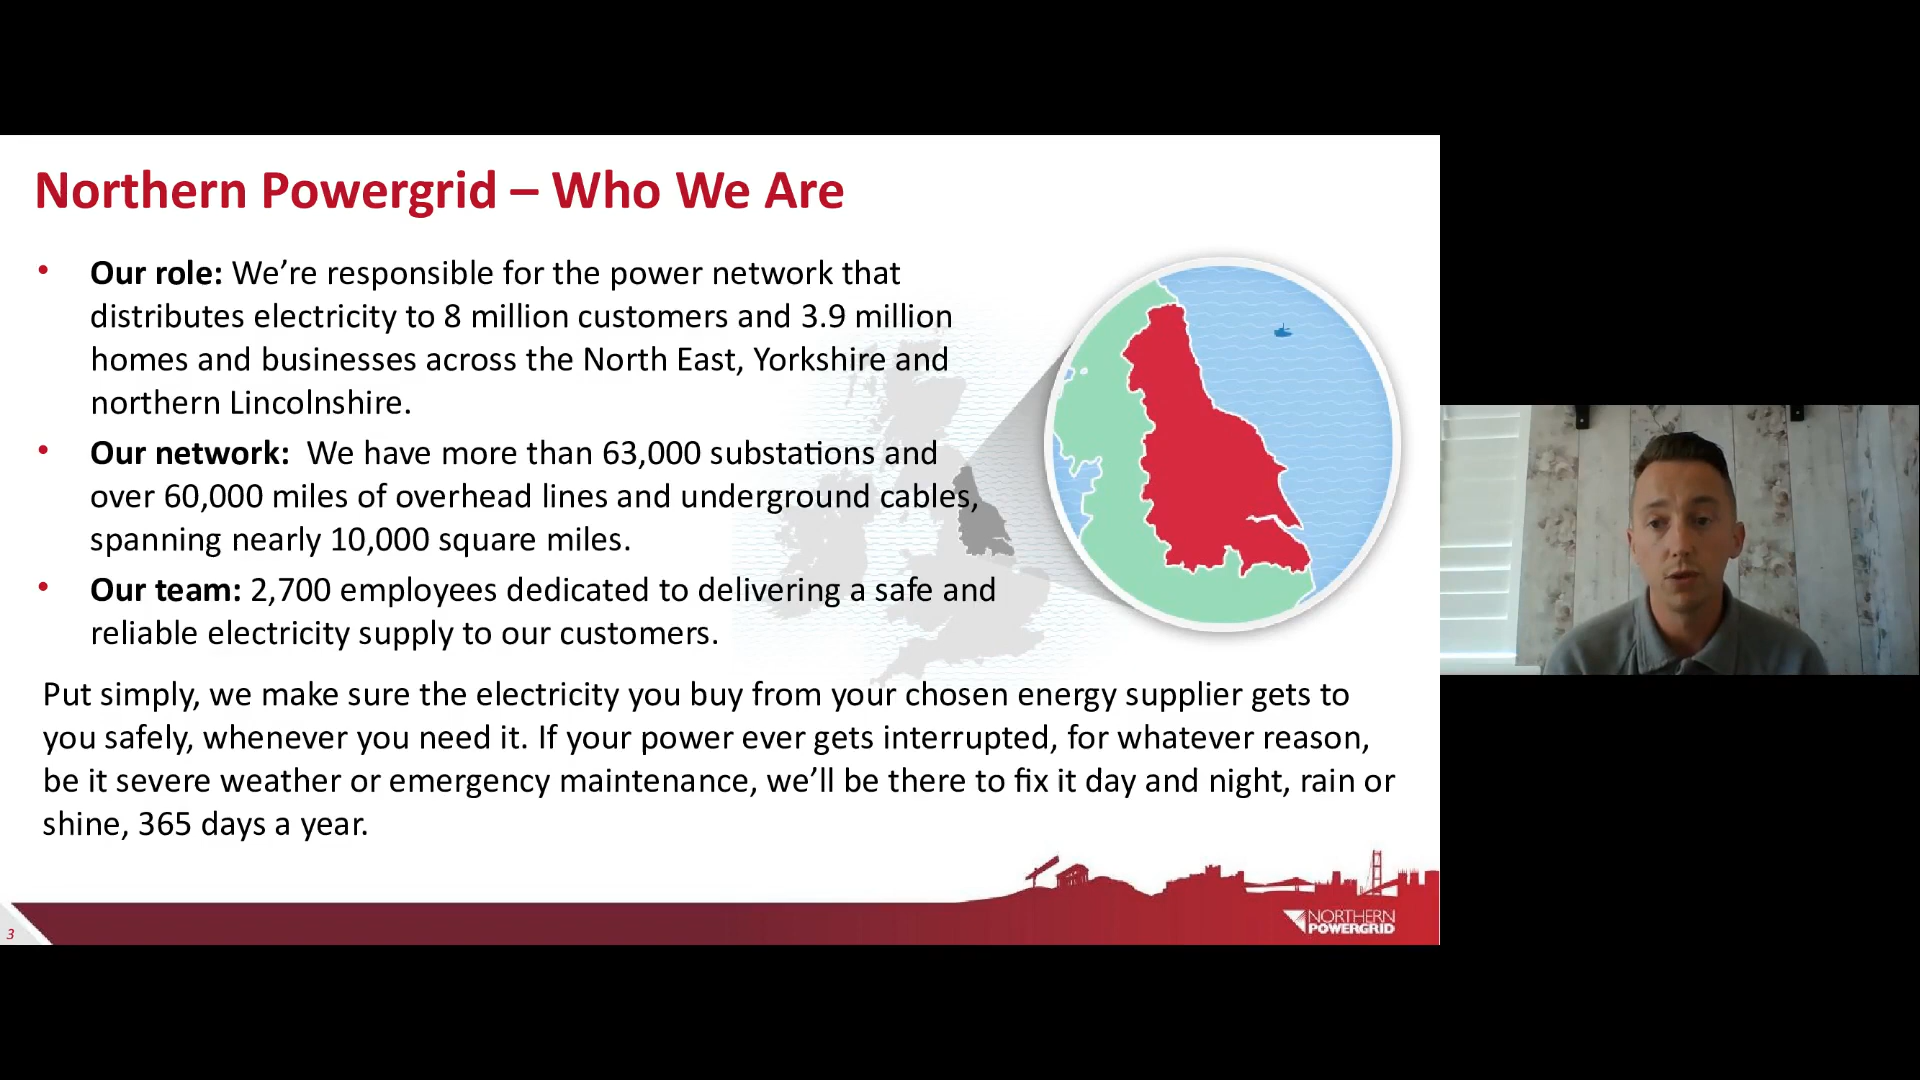 Northern Powergrid – Who We Are
• Our role: We’re responsible for the power network that
distributes electricity to 8 million customers and 3.9 million
homes and businesses across the North East, Yorkshire and
northern Lincolnshire.
• Our network:  We have more than 63,000 substations and
over 60,000 miles of overhead lines and underground cables,
spanning nearly 10,000 square miles.
• Our team: 2,700 employees dedicated to delivering a safe and
reliable electricity supply to our customers.
Put simply, we make sure the electricity you buy from your chosen energy supplier gets to
you safely, whenever you need it. If your power ever gets interrupted, for whatever reason,
be it severe weather or emergency maintenance, we’ll be there to fix it day and night, rain or
shine, 365 days a year.
3
NORTHERN
POWERGRID